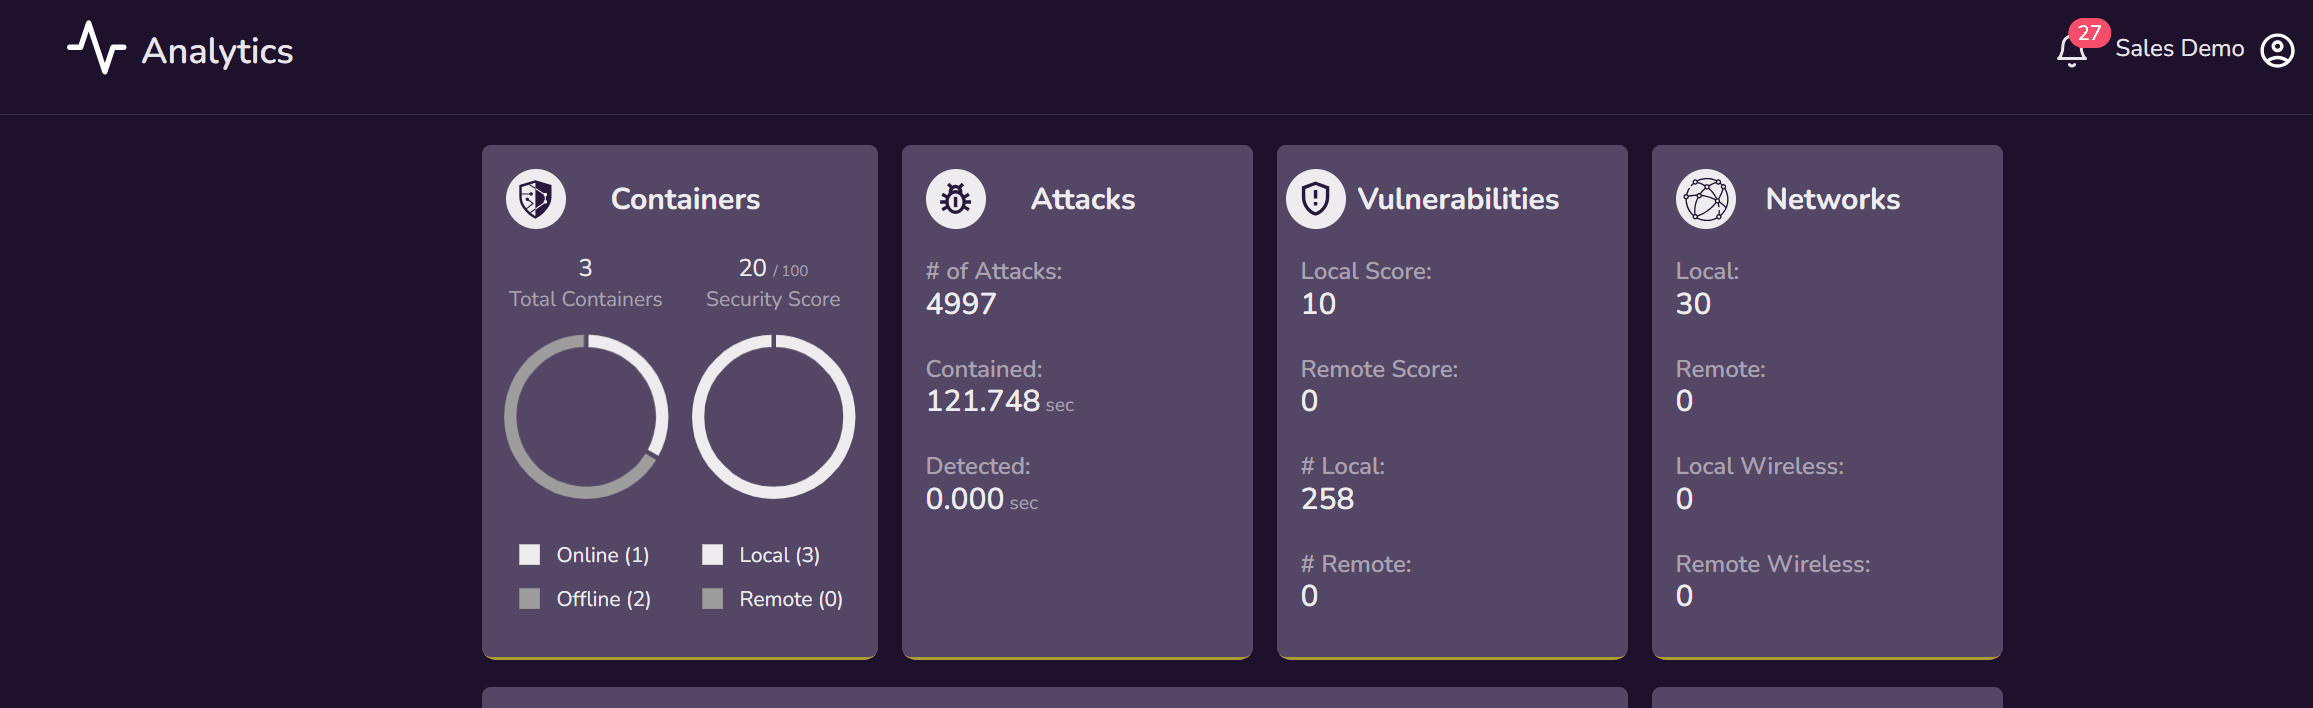 Analytics
27
Sales Demo
Containers
3
Total Containers
20 / 100
Security Score
Online (1)
Offline (2)
Local (3)
Remote (0)
Attacks
# of Attacks:
4997
Contained:
121.748 sec
Detected:
0.000 sec
Vulnerabilities
Local Score:
10
Remote Score:
0
# Local:
258
# Remote:
0
Networks
Local:
30
Remote:
0
Local Wireless:
0
Remote Wireless:
0